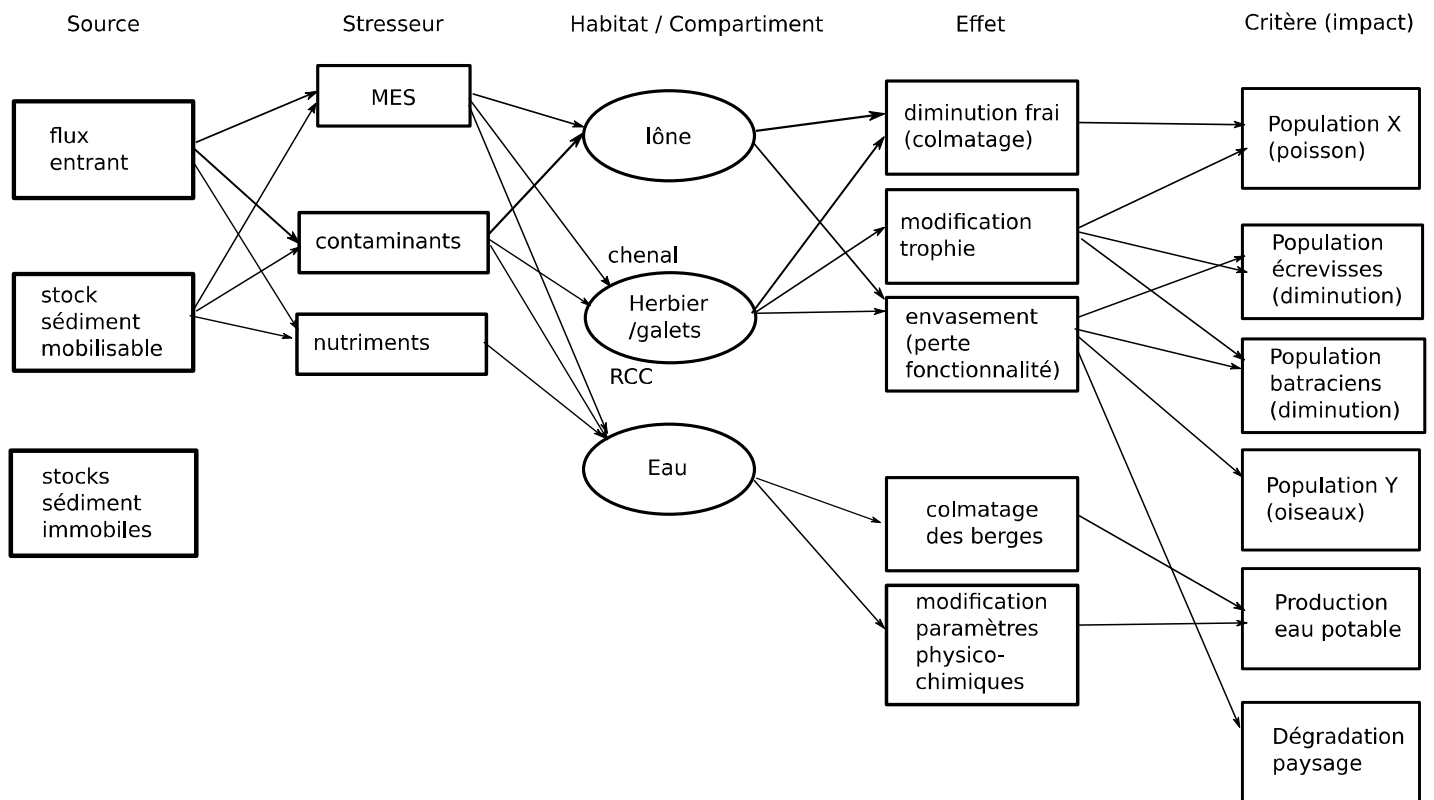 Source
Stresseur
Habitat / Compartiment
Effet
Critère (impact)
flux
entrant
stock
sédiment
mobilisable
stocks
sédiment
immobiles
MES
contaminants
nutriments
Iône
chenal
Herbier
/galets
RCC
Eau
diminution frai
(colmatage)
modification
trophie
envasement
(perte
fonctionnalité)
colmatage
des berges
modification
paramètres
physico-
chimiques
Population X
(poisson)
Population
écrevisses
(diminution)
Population
batraciens
(diminution)
Population Y
(oiseaux)
Production
eau potable
Dégradation
paysage